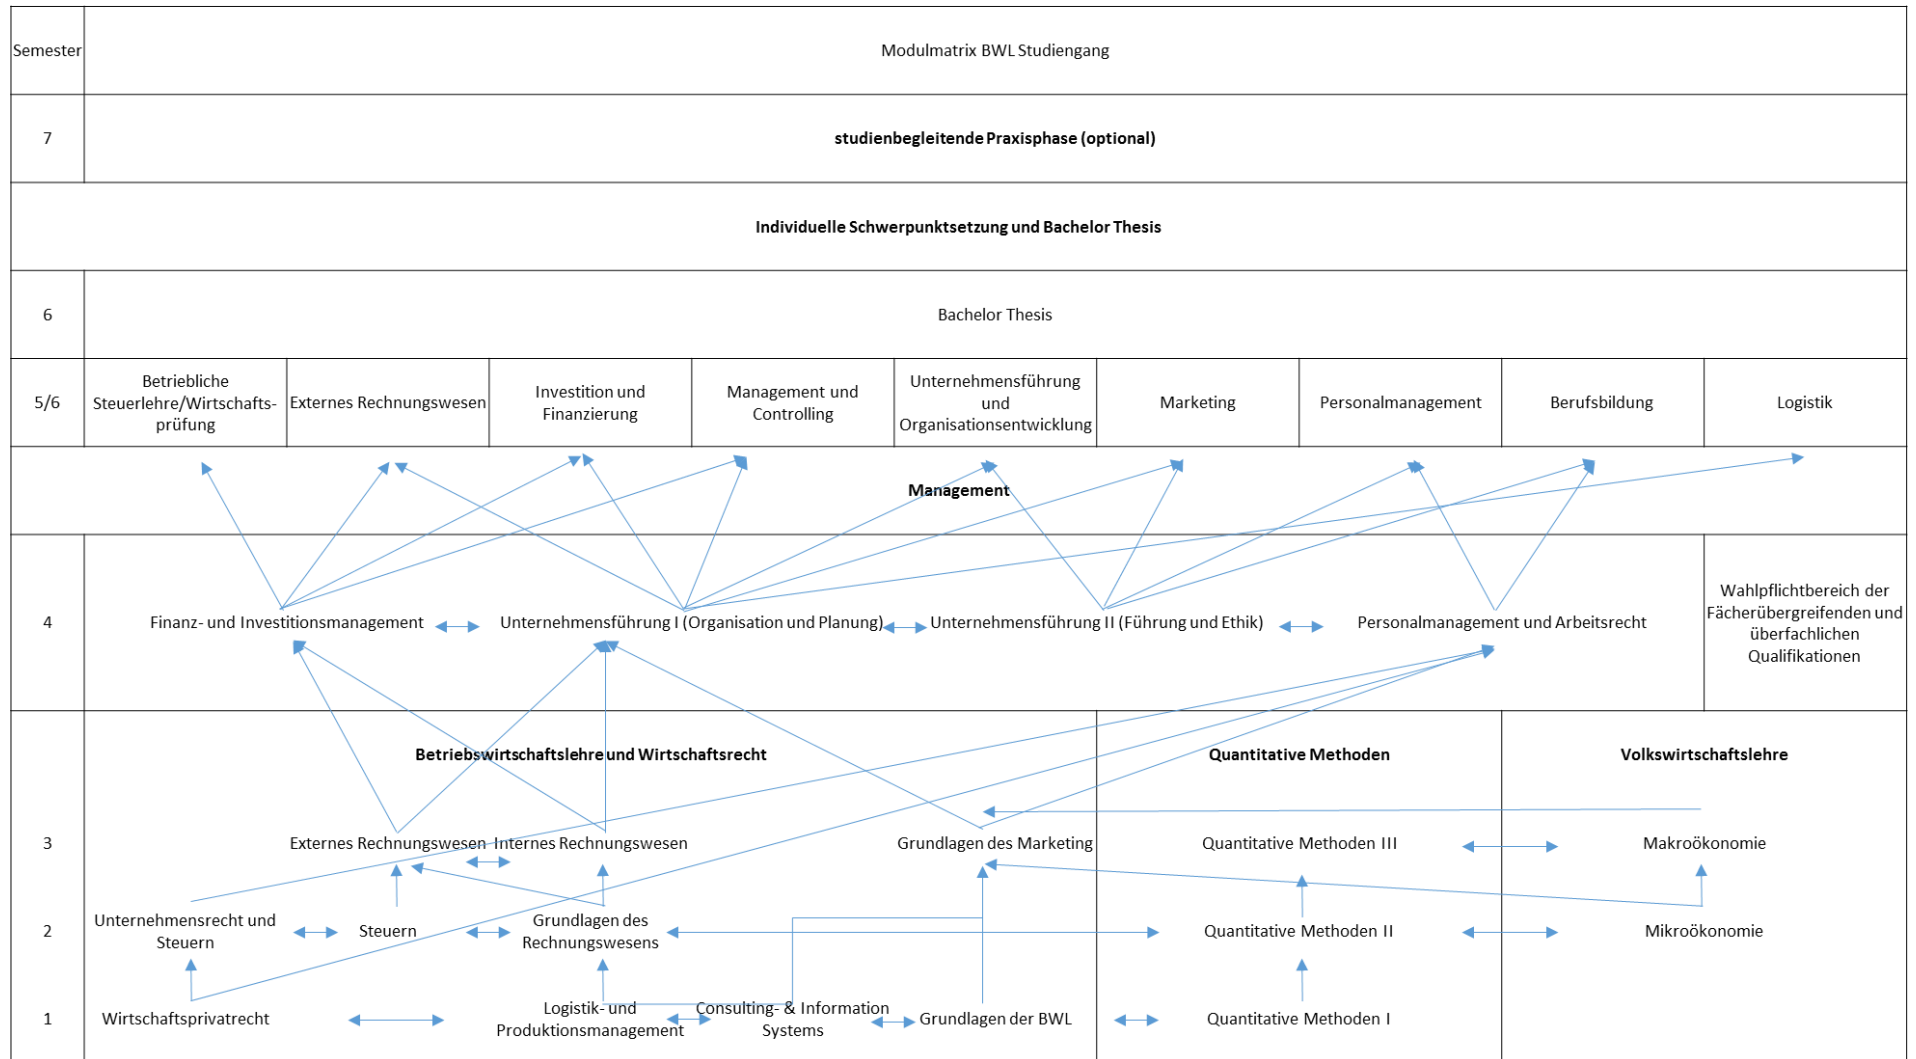 Semester
Modulmatrix BWL Studiengang
7
studienbegleitende Praxisphase (optional)
Individuelle Schwerpunktsetzung und Bachelor Thesis
6
Bachelor Thesis
5/6
Betriebliche
Steuerlehre/Wirtschafts-
prüfung
Externes Rechnungswesen
Investition und
Finanzierung
Management und
Controlling
Unternehmensführung
und
Organisationsentwicklung
Marketing
Personalmanagement
Berufsbildung
Logistik
Management
4
Finanz- und Investitionsmanagement
Unternehmensführung I (Organisation und Planung)
Unternehmensführung II (Führung und Ethik)
Personalmanagement und Arbeitsrecht
Wahlpflichtbereich der
Fächerübergreifenden und
überfachlichen
Qualifikationen
Betriebswirtschaftslehre und Wirtschaftsrecht
Quantitative Methoden
Volkswirtschaftslehre
3
Externes Rechnungswesen
Internes Rechnungswesen
Grundlagen des Marketing
Quantitative Methoden III
Makroökonomie
2
Unternehmensrecht und
Steuern
Steuern
Grundlagen des
Rechnungswesens
Quantitative Methoden II
Mikroökonomie
1
Wirtschaftsprivatrecht
Logistik- und
Produktionsmanagement
Consulting- & Information
Systems
Grundlagen der BWL
Quantitative Methoden I